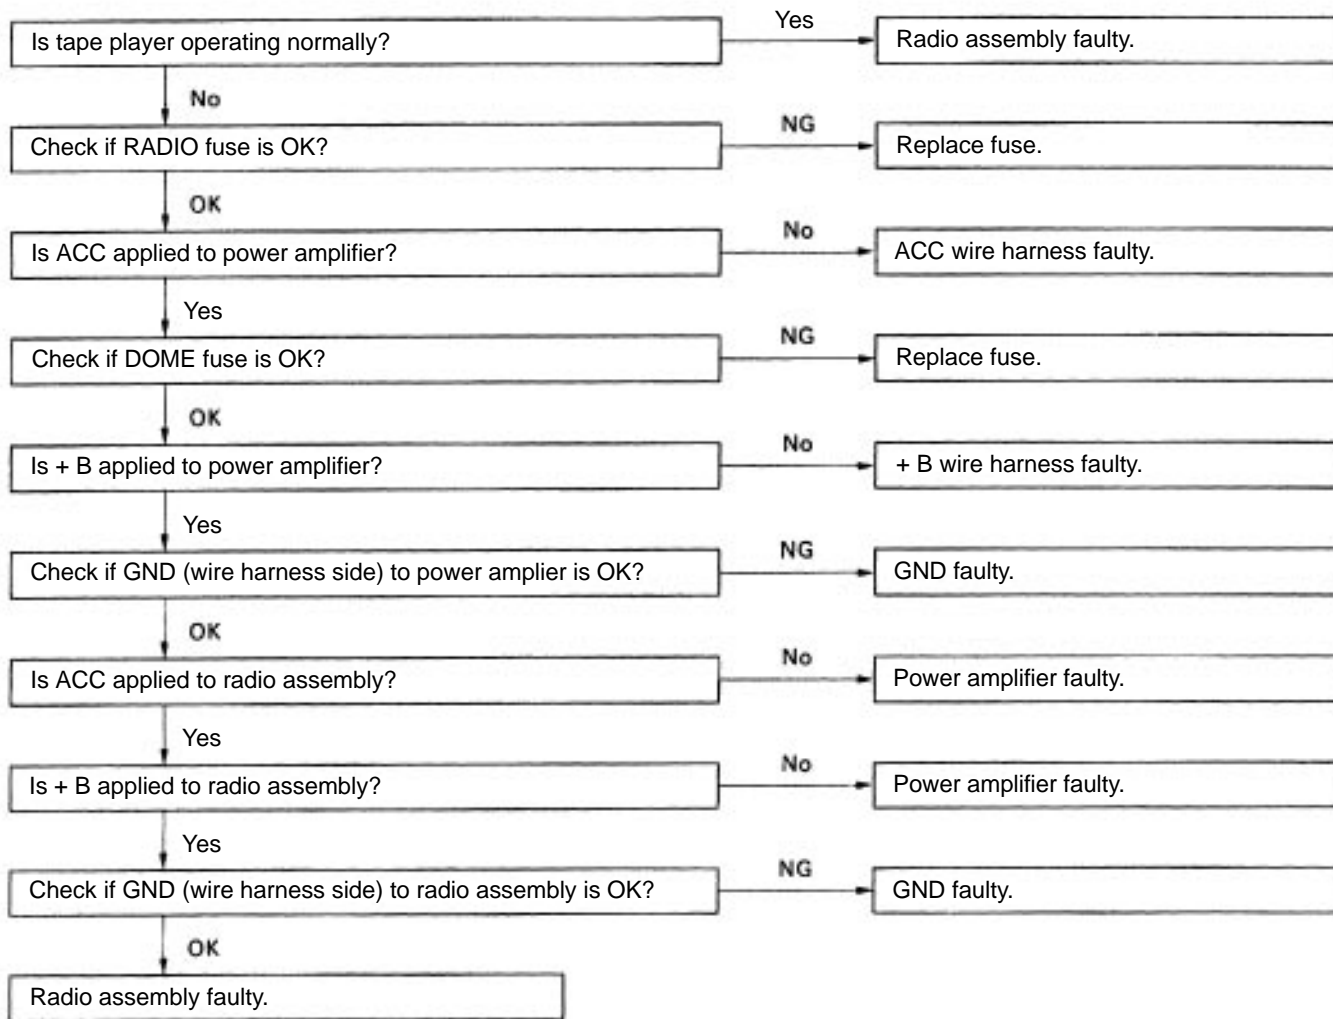 Is tape player operating normally?
Yes
Radio assembly faulty.
No
Check if RADIO fuse is OK?
NG
Replace fuse.
OK
Is ACC applied to power amplifier?
No
ACC wire harness faulty.
Yes
Check if DOME fuse is OK?
NG
Replace fuse.
OK
Is + B applied to power amplifier?
No
+ B wire harness faulty.
Yes
Check if GND (wire harness side) to power amplier is OK?
NG
GND faulty.
OK
Is ACC applied to radio assembly?
No
Power amplifier faulty.
Yes
Is + B applied to radio assembly?
No
Power amplifier faulty.
Yes
Check if GND (wire harness side) to radio assembly is OK?
NG
GND faulty.
OK
Radio assembly faulty.